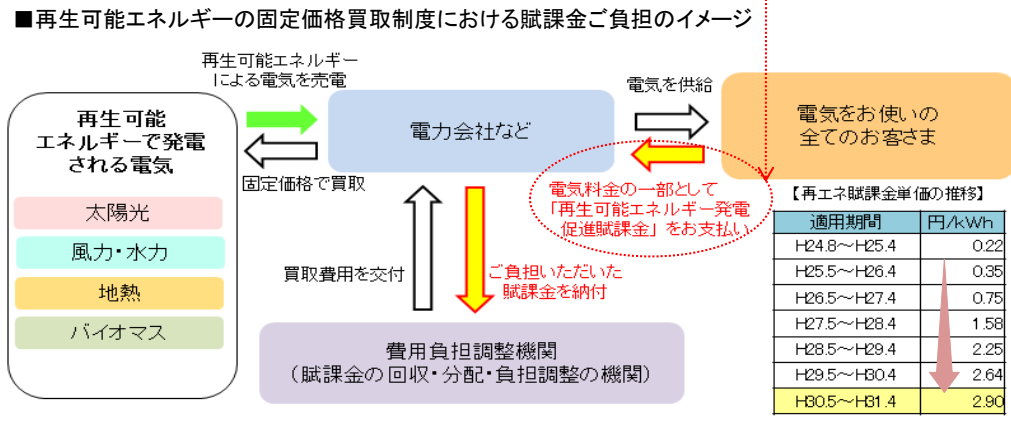 ■再生可能エネルギーの固定価格買取制度における賦課金ご負担のイメージ
再生可能エネルギー
による電気を売電
再生可能
エネルギーで発電
される電気
太陽光
風力・水力
地熱
バイオマス
固定価格で買取
電力会社など
電気を供給
電気をお使いの
全てのお客さま
電気料金の一部として
「再生可能エネルギー発電
促進賦課金」をお支払い
買取費用を交付
ご負担いただいた
賦課金を納付
費用負担調整機関
(賦課金の回収・分配・負担調整の機関)
【再エネ賦課金単価の推移】
適用期間 円/kWh
H24.8～H25.4 0.22
H25.5～H26.4 0.35
H26.5～H27.4 0.75
H27.5～H28.4 1.58
H28.5～H29.4 2.25
H29.5～H30.4 2.64
H30.5～H31.4 2.90